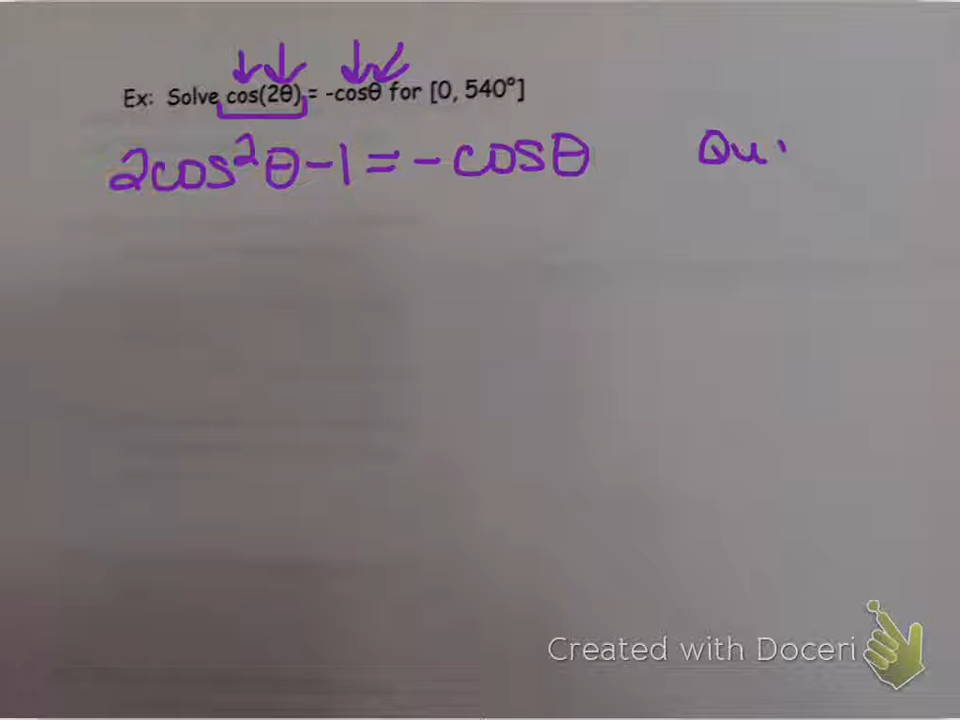 Ex: Solve cos(2θ) = -cosθ for [0, 540°]
2cos²θ-1 = -cosθ
Created with Doceri